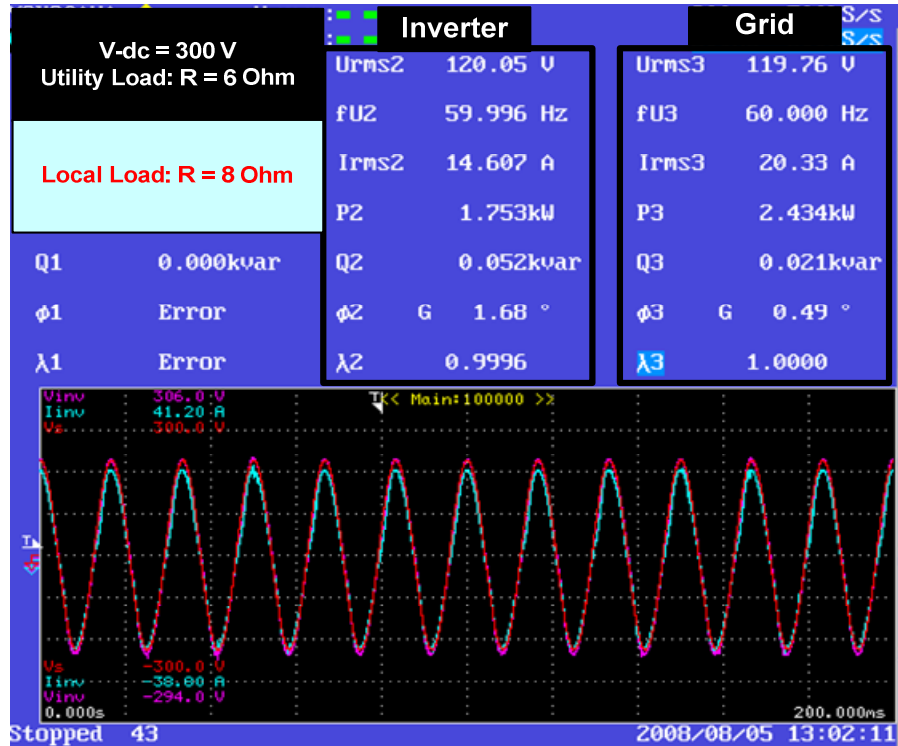 Inverter
Grid
S/s
S/s
V-dc = 300 V
Utility Load: R = 6 Ohm
Local Load: R = 8 Ohm
Urms2 120.05 V
Urms3 119.76 V
fU2 59.996 Hz
fU3 60.000 Hz
Irms2 14.607 A
Irms3 20.33 A
P2 1.753kW
P3 2.434kW
Q1 0.000kvar
Q2 0.052kvar
Q3 0.021kvar
φ1 Error
φ2 G 1.68 °
φ3 G 0.49 °
λ1 Error
λ2 0.9996
λ3 1.0000
Vinv 306.0 V
Iinv 41.20 A
Vs 300.0 V
T
<< Main:100000 >>
T
Vs -300.0 V
Iinv -38.80 A
Vinv -294.0 V
0.000s
200.000ms
Stopped 43
2008/08/05 13:02:11